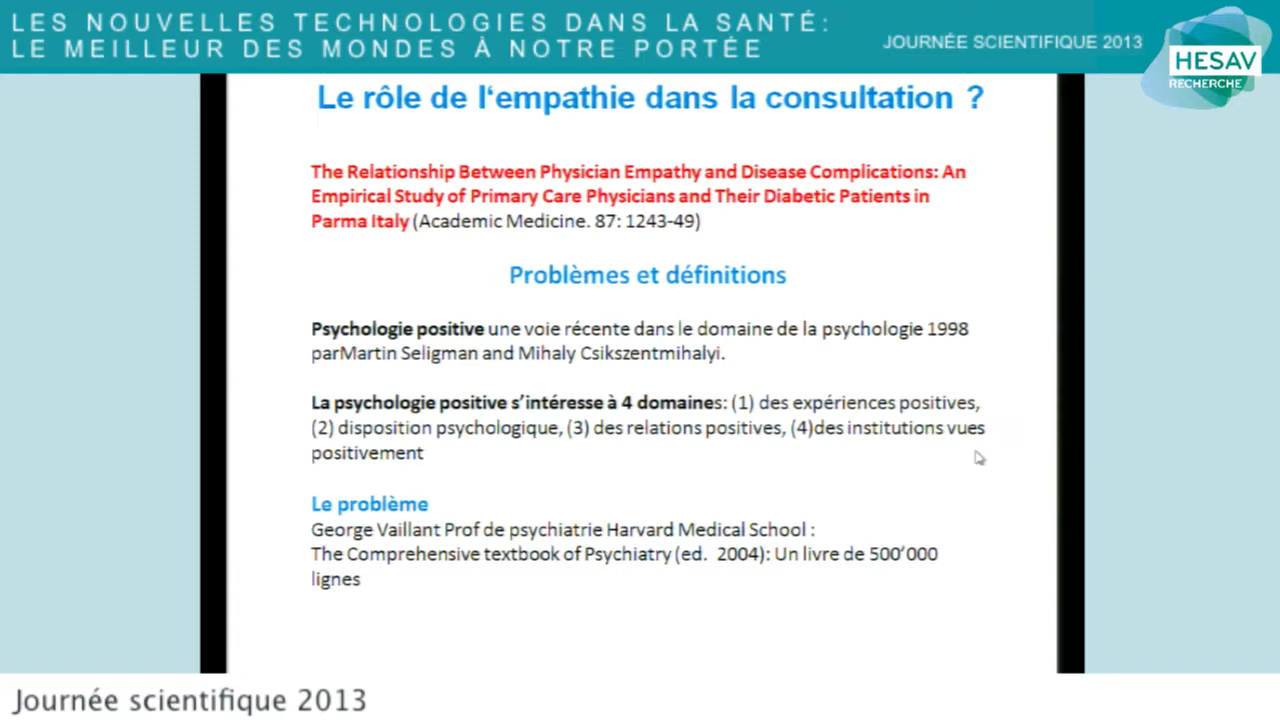 LES NOUVELLES TECHNOLOGIES DANS LA SANTÉ:
LE MEILLEUR DES MONDES À NOTRE PORTÉE
JOURNÉE SCIENTIFIQUE 2013
HESAV
RECHERCHE
Le rôle de l‘empathie dans la consultation ?
The Relationship Between Physician Empathy and Disease Complications: An
Empirical Study of Primary Care Physicians and Their Diabetic Patients in
Parma Italy (Academic Medicine. 87: 1243-49)
Problèmes et définitions
Psychologie positive une voie récente dans le domaine de la psychologie 1998
parMartin Seligman and Mihaly Csikszentmihalyi.
La psychologie positive s’intéresse à 4 domaines: (1) des expériences positives,
(2) disposition psychologique, (3) des relations positives, (4)des institutions vues
positivement
Le problème
George Vaillant Prof de psychiatrie Harvard Medical School :
The Comprehensive textbook of Psychiatry (ed. 2004): Un livre de 500’000
lignes
Journée scientifique 2013